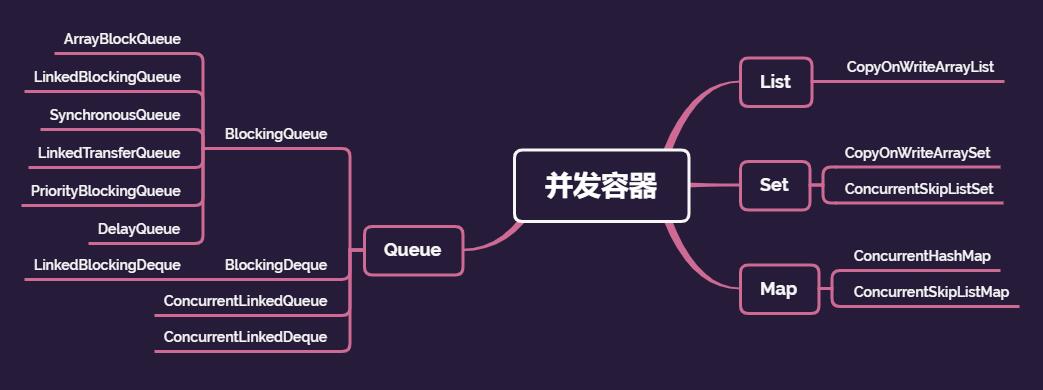 并发容器
List
CopyOnWriteArrayList
Set
CopyOnWriteArraySet
ConcurrentSkipListSet
Map
ConcurrentHashMap
ConcurrentSkipListMap
Queue
BlockingQueue
ArrayBlockQueue
LinkedBlockingQueue
SynchronousQueue
LinkedTransferQueue
PriorityBlockingQueue
DelayQueue
BlockingDeque
LinkedBlockingDeque
ConcurrentLinkedQueue
ConcurrentLinkedDeque